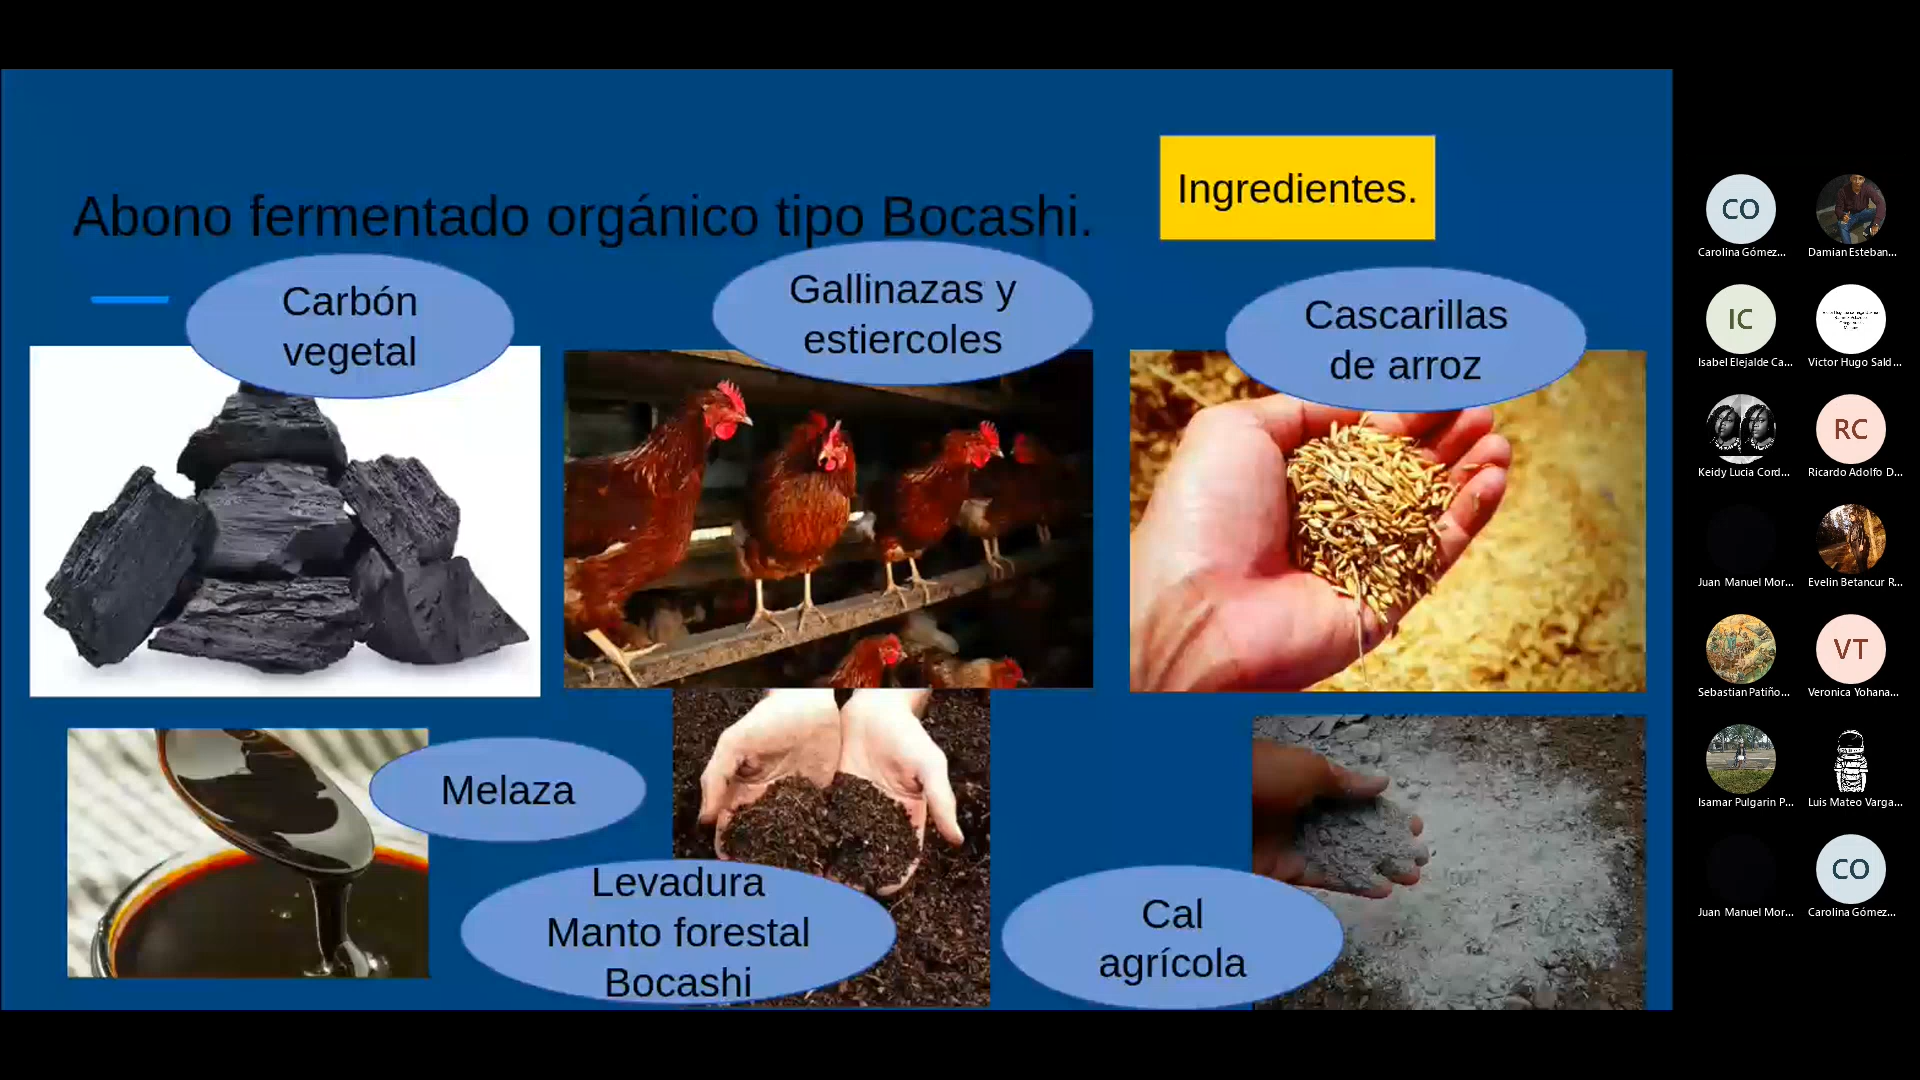 Ingredientes.
Abono fermentado orgánico tipo Bocashi.
Carbón
vegetal
Gallinazas y
estiercoles
Cascarillas
de arroz
Melaza
Levadura
Manto forestal
Bocashi
Cal
agrícola
CO
Carolina Gómez...
Damian Esteban...
IC
Isabel Elejalde Ca...
Victor Hugo Sald...
Keidy Lucia Cord...
RC
Ricardo Adolfo D...
Juan Manuel Mor...
Evelin Betancur R...
Sebastian Patiño...
VT
Veronica Yohana...
Isamar Pulgarin P...
Luis Mateo Varga...
Juan Manuel Mor...
CO
Carolina Gómez...